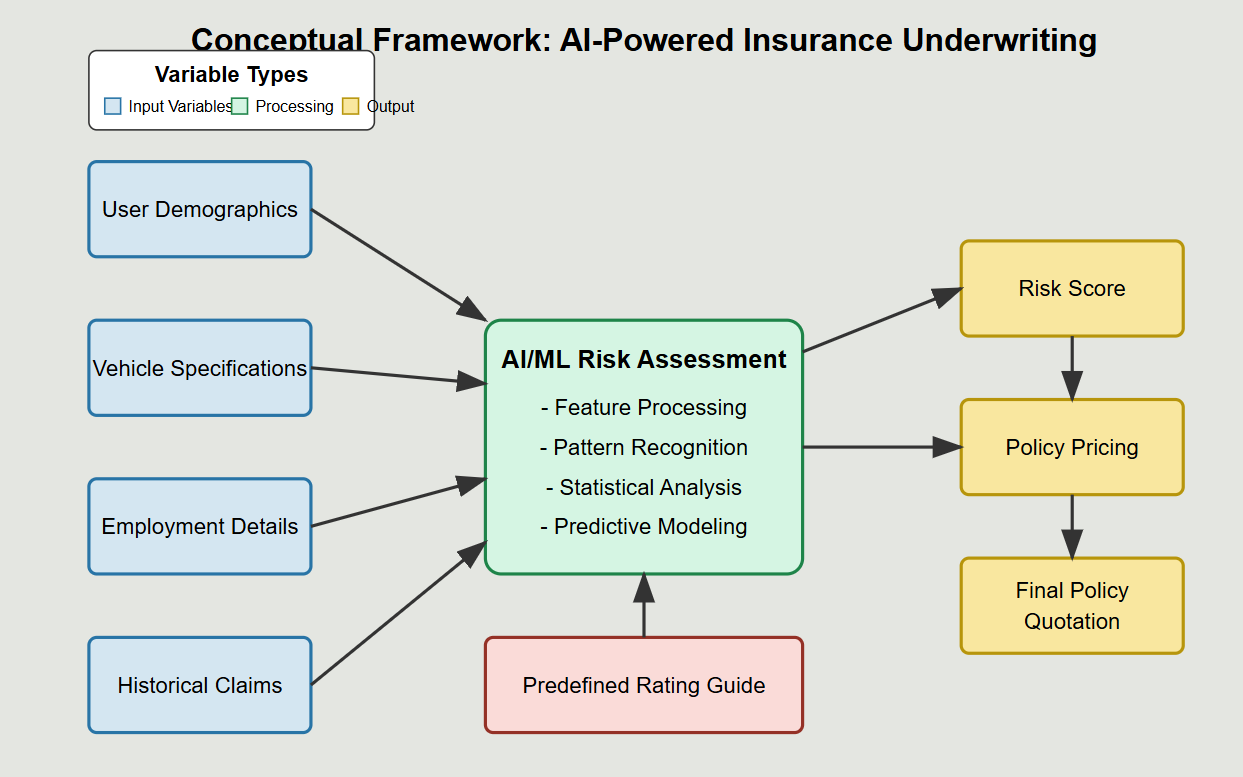 Conceptual Framework: AI-Powered Insurance Underwriting
Variable Types
Input Variables
Processing
Output
User Demographics
Vehicle Specifications
Employment Details
Historical Claims
AI/ML Risk Assessment
- Feature Processing
- Pattern Recognition
- Statistical Analysis
- Predictive Modeling
Predefined Rating Guide
Risk Score
Policy Pricing
Final Policy
Quotation